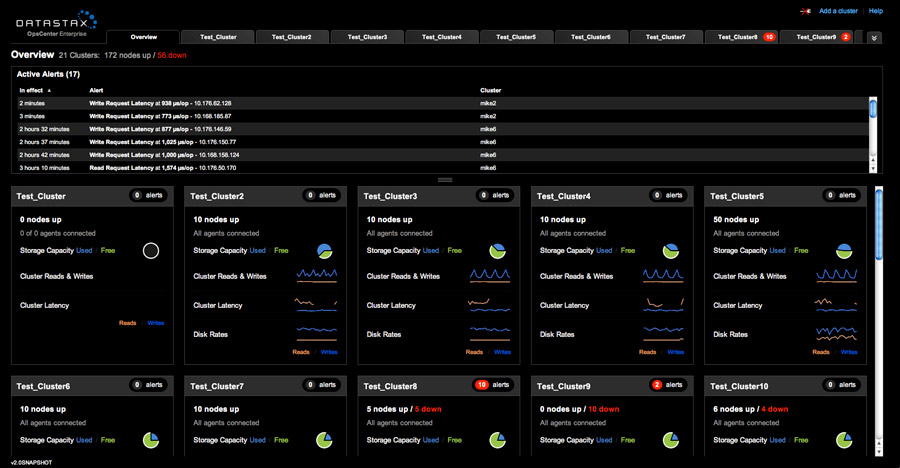 DATASTAX
OpsCenter Enterprise
Add a cluster | Help
Overview Test_Cluster Test_Cluster2 Test_Cluster3 Test_Cluster4 Test_Cluster5 Test_Cluster6 Test_Cluster7 Test_Cluster8 10 Test_Cluster9 2
Overview 21 Clusters: 172 nodes up / 56 down
Active Alerts (17)
In effect ▲ Alert Cluster
2 minutes Write Request Latency at 938 µs/op - 10.176.62.128 mike2
3 minutes Write Request Latency at 773 µs/op - 10.168.185.87 mike2
2 hours 32 minutes Write Request Latency at 877 µs/op - 10.176.146.59 mike6
2 hours 37 minutes Write Request Latency at 1,025 µs/op - 10.176.150.77 mike6
2 hours 42 minutes Write Request Latency at 1,000 µs/op - 10.168.158.124 mike6
3 hours 10 minutes Read Request Latency at 1,574 µs/op - 10.176.50.170 mike6
Test_Cluster 0 alerts
0 nodes up
0 of 0 agents connected
Storage Capacity Used / Free
Cluster Reads & Writes
Cluster Latency
Reads / Writes
Test_Cluster2 0 alerts
10 nodes up
All agents connected
Storage Capacity Used / Free
Cluster Reads & Writes
Cluster Latency
Disk Rates
Reads / Writes
Test_Cluster3 0 alerts
10 nodes up
All agents connected
Storage Capacity Used / Free
Cluster Reads & Writes
Cluster Latency
Disk Rates
Reads / Writes
Test_Cluster4 0 alerts
10 nodes up
All agents connected
Storage Capacity Used / Free
Cluster Reads & Writes
Cluster Latency
Disk Rates
Reads / Writes
Test_Cluster5 0 alerts
50 nodes up
All agents connected
Storage Capacity Used / Free
Cluster Reads & Writes
Cluster Latency
Disk Rates
Reads / Writes
Test_Cluster6 0 alerts
10 nodes up
All agents connected
Storage Capacity Used / Free
Test_Cluster7 0 alerts
10 nodes up
All agents connected
Storage Capacity Used / Free
Test_Cluster8 10 alerts
5 nodes up / 5 down
All agents connected
Storage Capacity Used / Free
Test_Cluster9 2 alerts
0 nodes up / 10 down
All agents connected
Storage Capacity Used / Free
Test_Cluster10 0 alerts
6 nodes up / 4 down
All agents connected
Storage Capacity Used / Free
v2.0SNAPSHOT